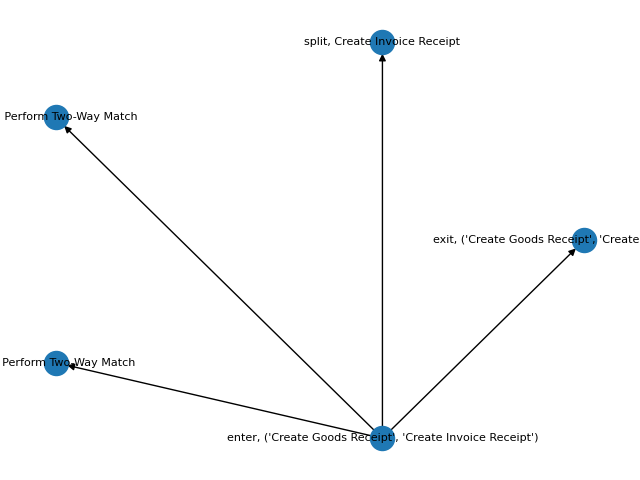 split, Create Invoice Receipt
Perform Two-Way Match
exit, ('Create Goods Receipt', 'Create
Perform Two-Way Match
enter, ('Create Goods Receipt', 'Create Invoice Receipt')